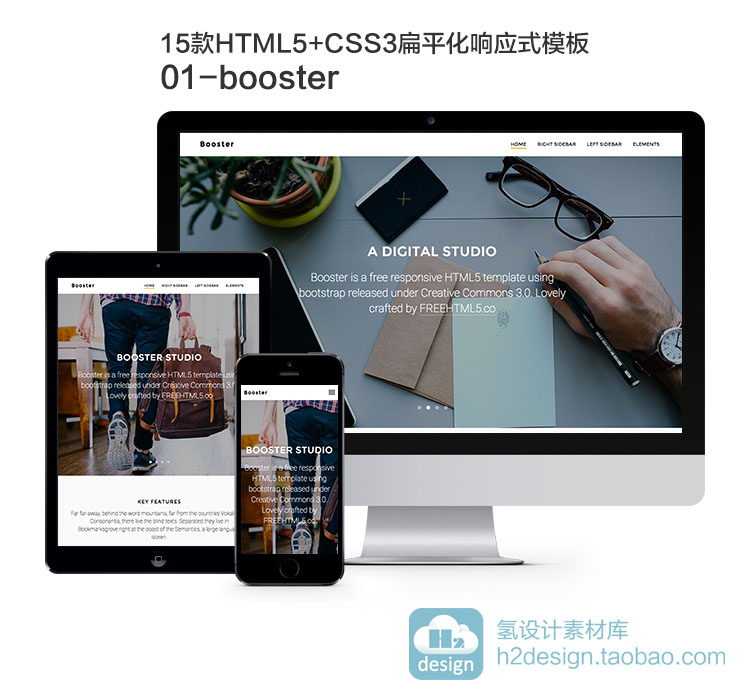 15款HTML5+CSS3扁平化响应式模板
01-booster
Booster
HOME RIGHT SIDEBAR LEFT SIDEBAR ELEMENTS
A DIGITAL STUDIO
Booster is a free responsive HTML5 template using
bootstrap released under Creative Commons 3.0. Lovely
crafted by FREEHTML5.co
Booster
HOME RIGHT SIDEBAR LEFT SIDEBAR ELEMENTS
BOOSTER STUDIO
Booster is a free responsive HTML5 template using
bootstrap released under Creative Commons 3.0
Lovely crafted by FREEHTML5.co
KEY FEATURES
Far far away, behind the word mountains, far from the countries Vokal
Consonantia, there live the blind texts. Separated they live in
Bookmarksgrove right at the coast of the Semantics, a large langua
ocean.
Booster
BOOSTER STUDIO
Booster is a free responsive
HTML5 template using
bootstrap released under
Creative Commons 3.0.
Lovely crafted by
FREEHTML5.co
H2
design
氢设计素材库
h2design.taobao.com